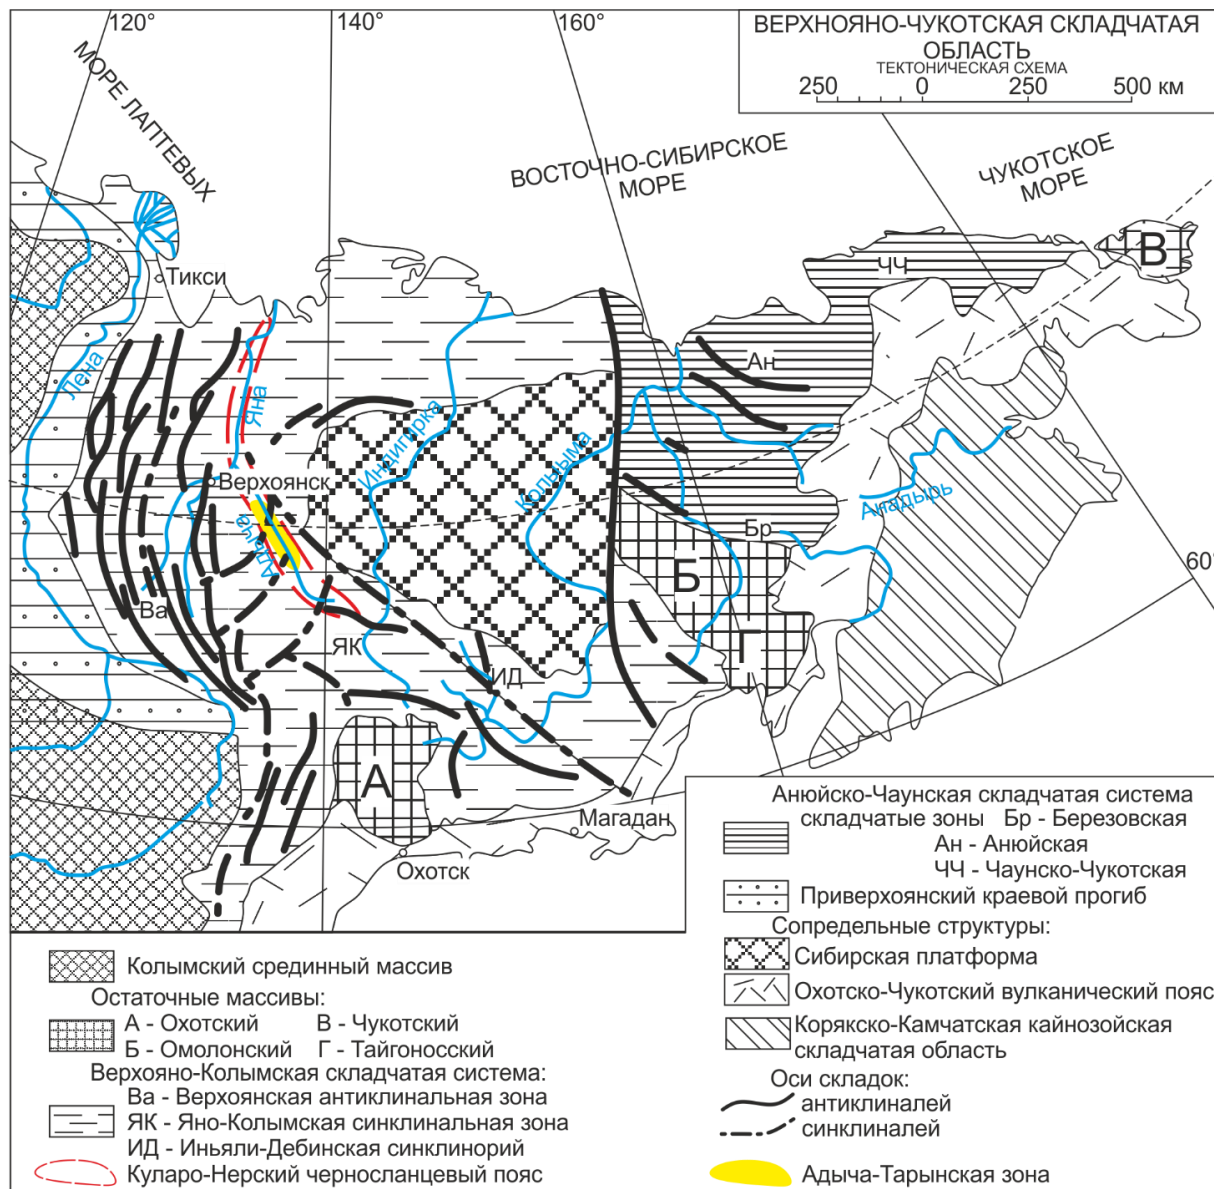 120°
140°
160°
ВЕРХНОЯНО-ЧУКОТСКАЯ СКЛАДЧАТАЯ
ОБЛАСТЬ
ТЕКТОНИЧЕСКАЯ СХЕМА
250 0 250 500 км
МОРЕ ЛАПТЕВЫХ
ВОСТОЧНО-СИБИРСКОЕ
МОРЕ
ЧУКОТСКОЕ
МОРЕ
В
ЧЧ
Тикси
Лена
Яна
Ан
Индигирка
Колыма
Верхоянск
Анадырь
Адыча
Бр
Б
60°
Ва
ЯК
Г
ИД
А
Магадан
Охотск
Анюйско-Чаунская складчатая система
складчатые зоны Бр - Березовская
Ан - Анюйская
ЧЧ - Чаунско-Чукотская
Приверхоянский краевой прогиб
Сопредельные структуры:
Сибирская платформа
Охотско-Чукотский вулканический пояс
Корякско-Камчатская кайнозойская
складчатая область
Оси складок:
антиклиналей
синклиналей
Адыча-Тарынская зона
Колымский срединный массив
Остаточные массивы:
А - Охотский В - Чукотский
Б - Омолонский Г - Тайгоносский
Верхояно-Колымская складчатая система:
Ва - Верхоянская антиклинальная зона
ЯК - Яно-Колымская синклинальная зона
ИД - Иньяли-Дебинская синклинорий
Куларо-Нерский черносланцевый пояс